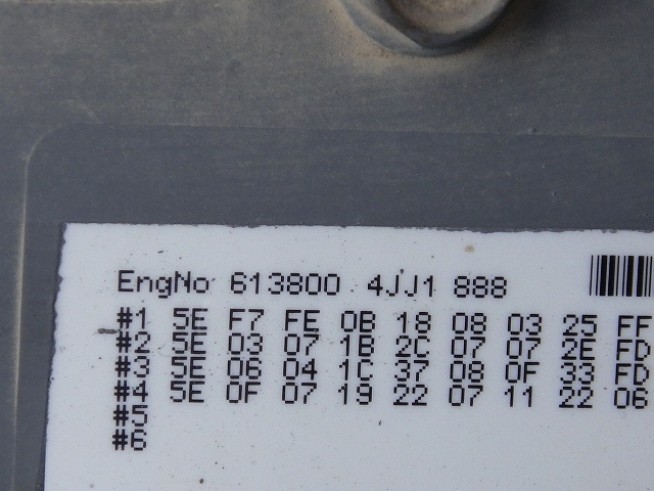 EngNo 613800 4JJ1 888
#1 5E F7 FE 0B 18 08 03 25 FF
#2 5E 03 07 1B 2C 07 07 2E FD
#3 5E 06 04 1C 37 08 0F 33 FD
#4 5E 0F 07 19 22 07 11 22 06
#5
#6